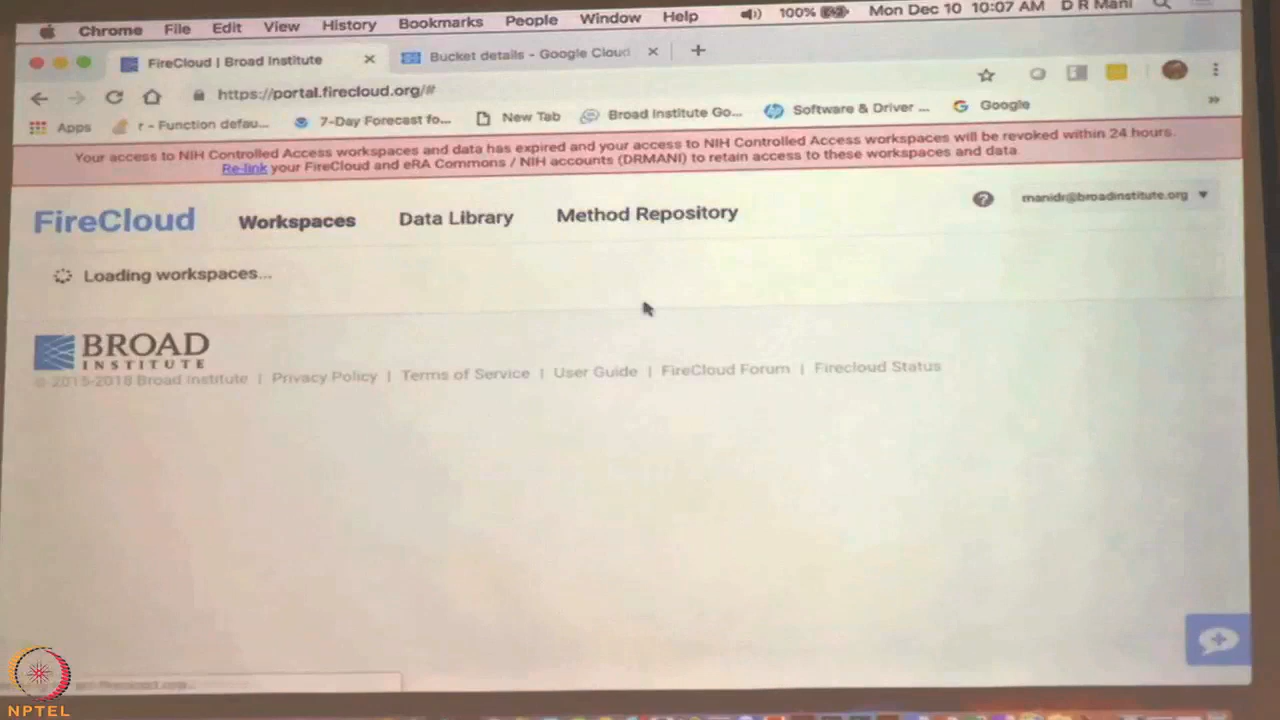 Chrome File Edit View History Bookmarks People Window Help 100% Mon Dec 10 10:07 AM D R Mani
FireCloud | Broad Institute Bucket details - Google Cloud
https://portal.firecloud.org/#
Apps r - Function defau... 7-Day Forecast fo... New Tab Broad Institute Go... Software & Driver ... Google
Your access to NIH Controlled Access workspaces and data has expired and your access to NIH Controlled Access workspaces will be revoked within 24 hours.
Re-link your FireCloud and eRA Commons / NIH accounts (DRMANI) to retain access to these workspaces and data.
FireCloud Workspaces Data Library Method Repository manidr@broadinstitute.org
Loading workspaces...
BROAD
INSTITUTE
© 2015-2018 Broad Institute | Privacy Policy | Terms of Service | User Guide | FireCloud Forum | Firecloud Status
NPTEL